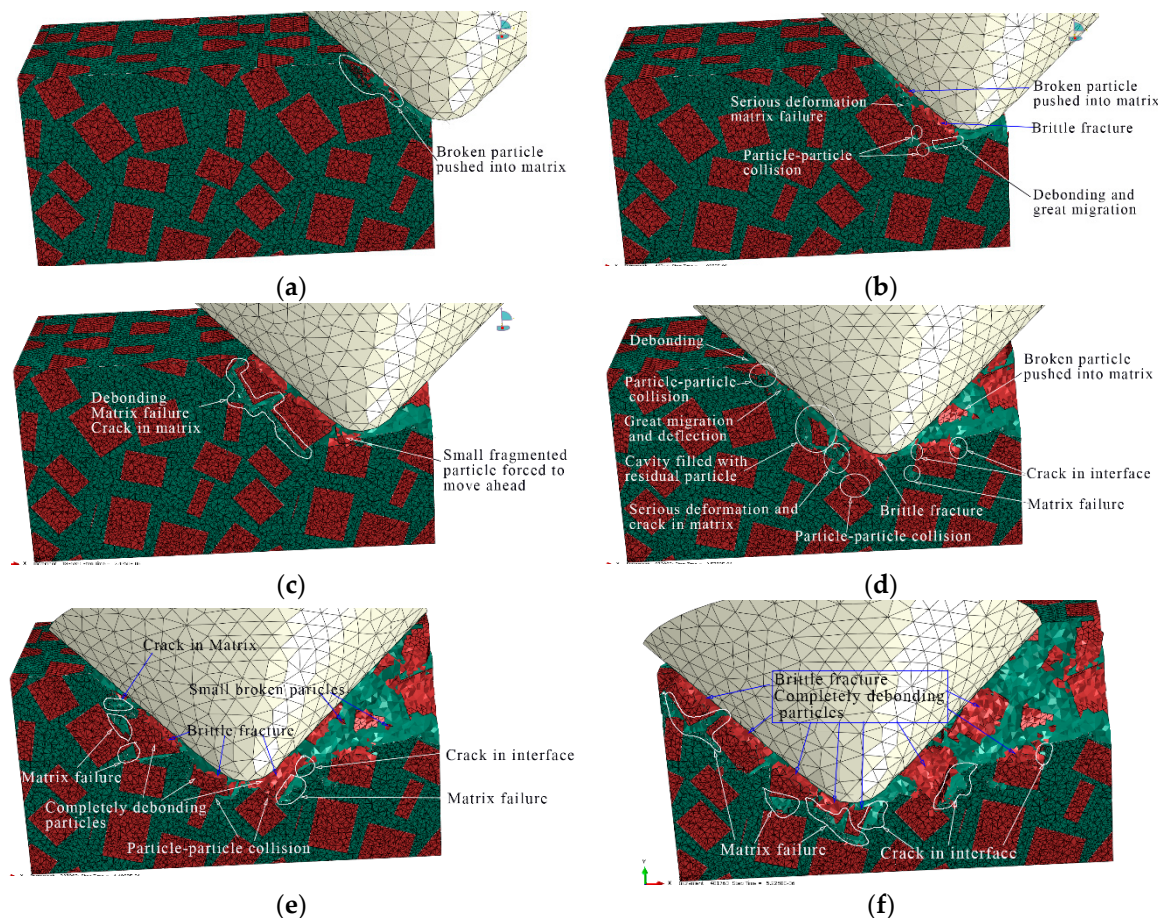 Broken particle
pushed into matrix
(a)
Serious deformation
matrix failure
Particle-particle
collision
Broken particle
pushed into matrix
Brittle fracture
Debonding and
great migration
(b)
Debonding
Matrix failure
Crack in matrix
Small fragmented
particle forced to
move ahead
(c)
Debonding
Particle-particle
collision
Great migration
and deflection
Cavity filled with
residual particle
Serious deformation and
crack in matrix
Broken particle
pushed into matrix
Crack in interface
Matrix failure
Brittle fracture
Particle-particle collision
(d)
Crack in Matrix
Small broken paricles
Brittle fracture
Matrix failure
Completely debonding
particles
Particle-particle collision
Crack in interface
Matrix failure
(e)
Brittle fracture
Completely debonding
particles
Matrix failure
Crack in interface
Y
X
(f)